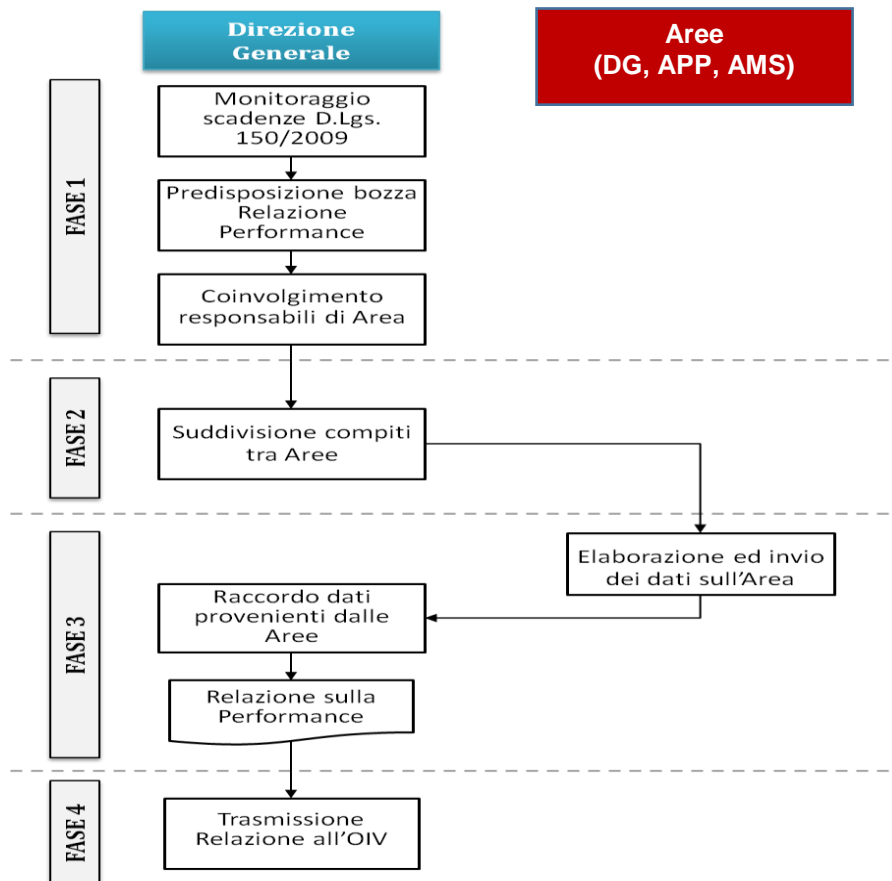 Direzione
Generale
Aree
(DG, APP, AMS)
FASE 1
Monitoraggio
scadenze D.Lgs.
150/2009
Predisposizione bozza
Relazione
Performance
Coinvolgimento
responsabili di Area
FASE 2
Suddivisione compiti
tra Aree
FASE 3
Elaborazione ed invio
dei dati sull'Area
Raccordo dati
provenienti dalle
Aree
Relazione sulla
Performance
FASE 4
Trasmissione
Relazione all'OIV